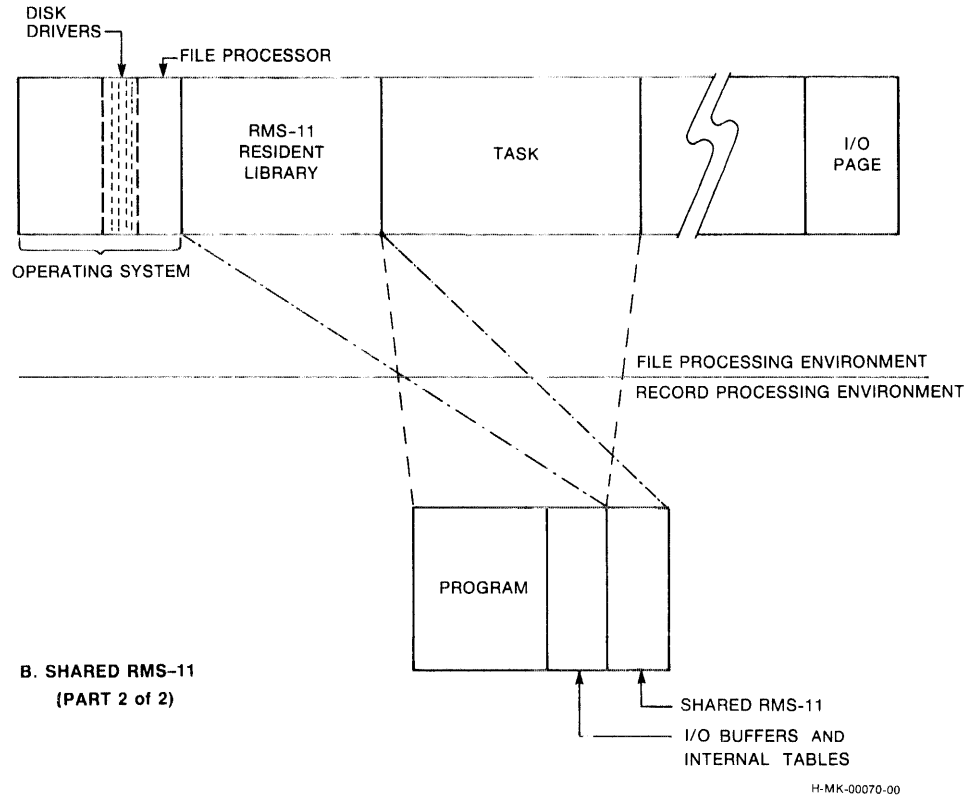 DISK
DRIVERS
FILE PROCESSOR
RMS-11
RESIDENT
LIBRARY
TASK
I/O
PAGE
OPERATING SYSTEM
FILE PROCESSING ENVIRONMENT
RECORD PROCESSING ENVIRONMENT
PROGRAM
B. SHARED RMS-11
(PART 2 of 2)
SHARED RMS-11
I/O BUFFERS AND
INTERNAL TABLES
H-MK-00070-00